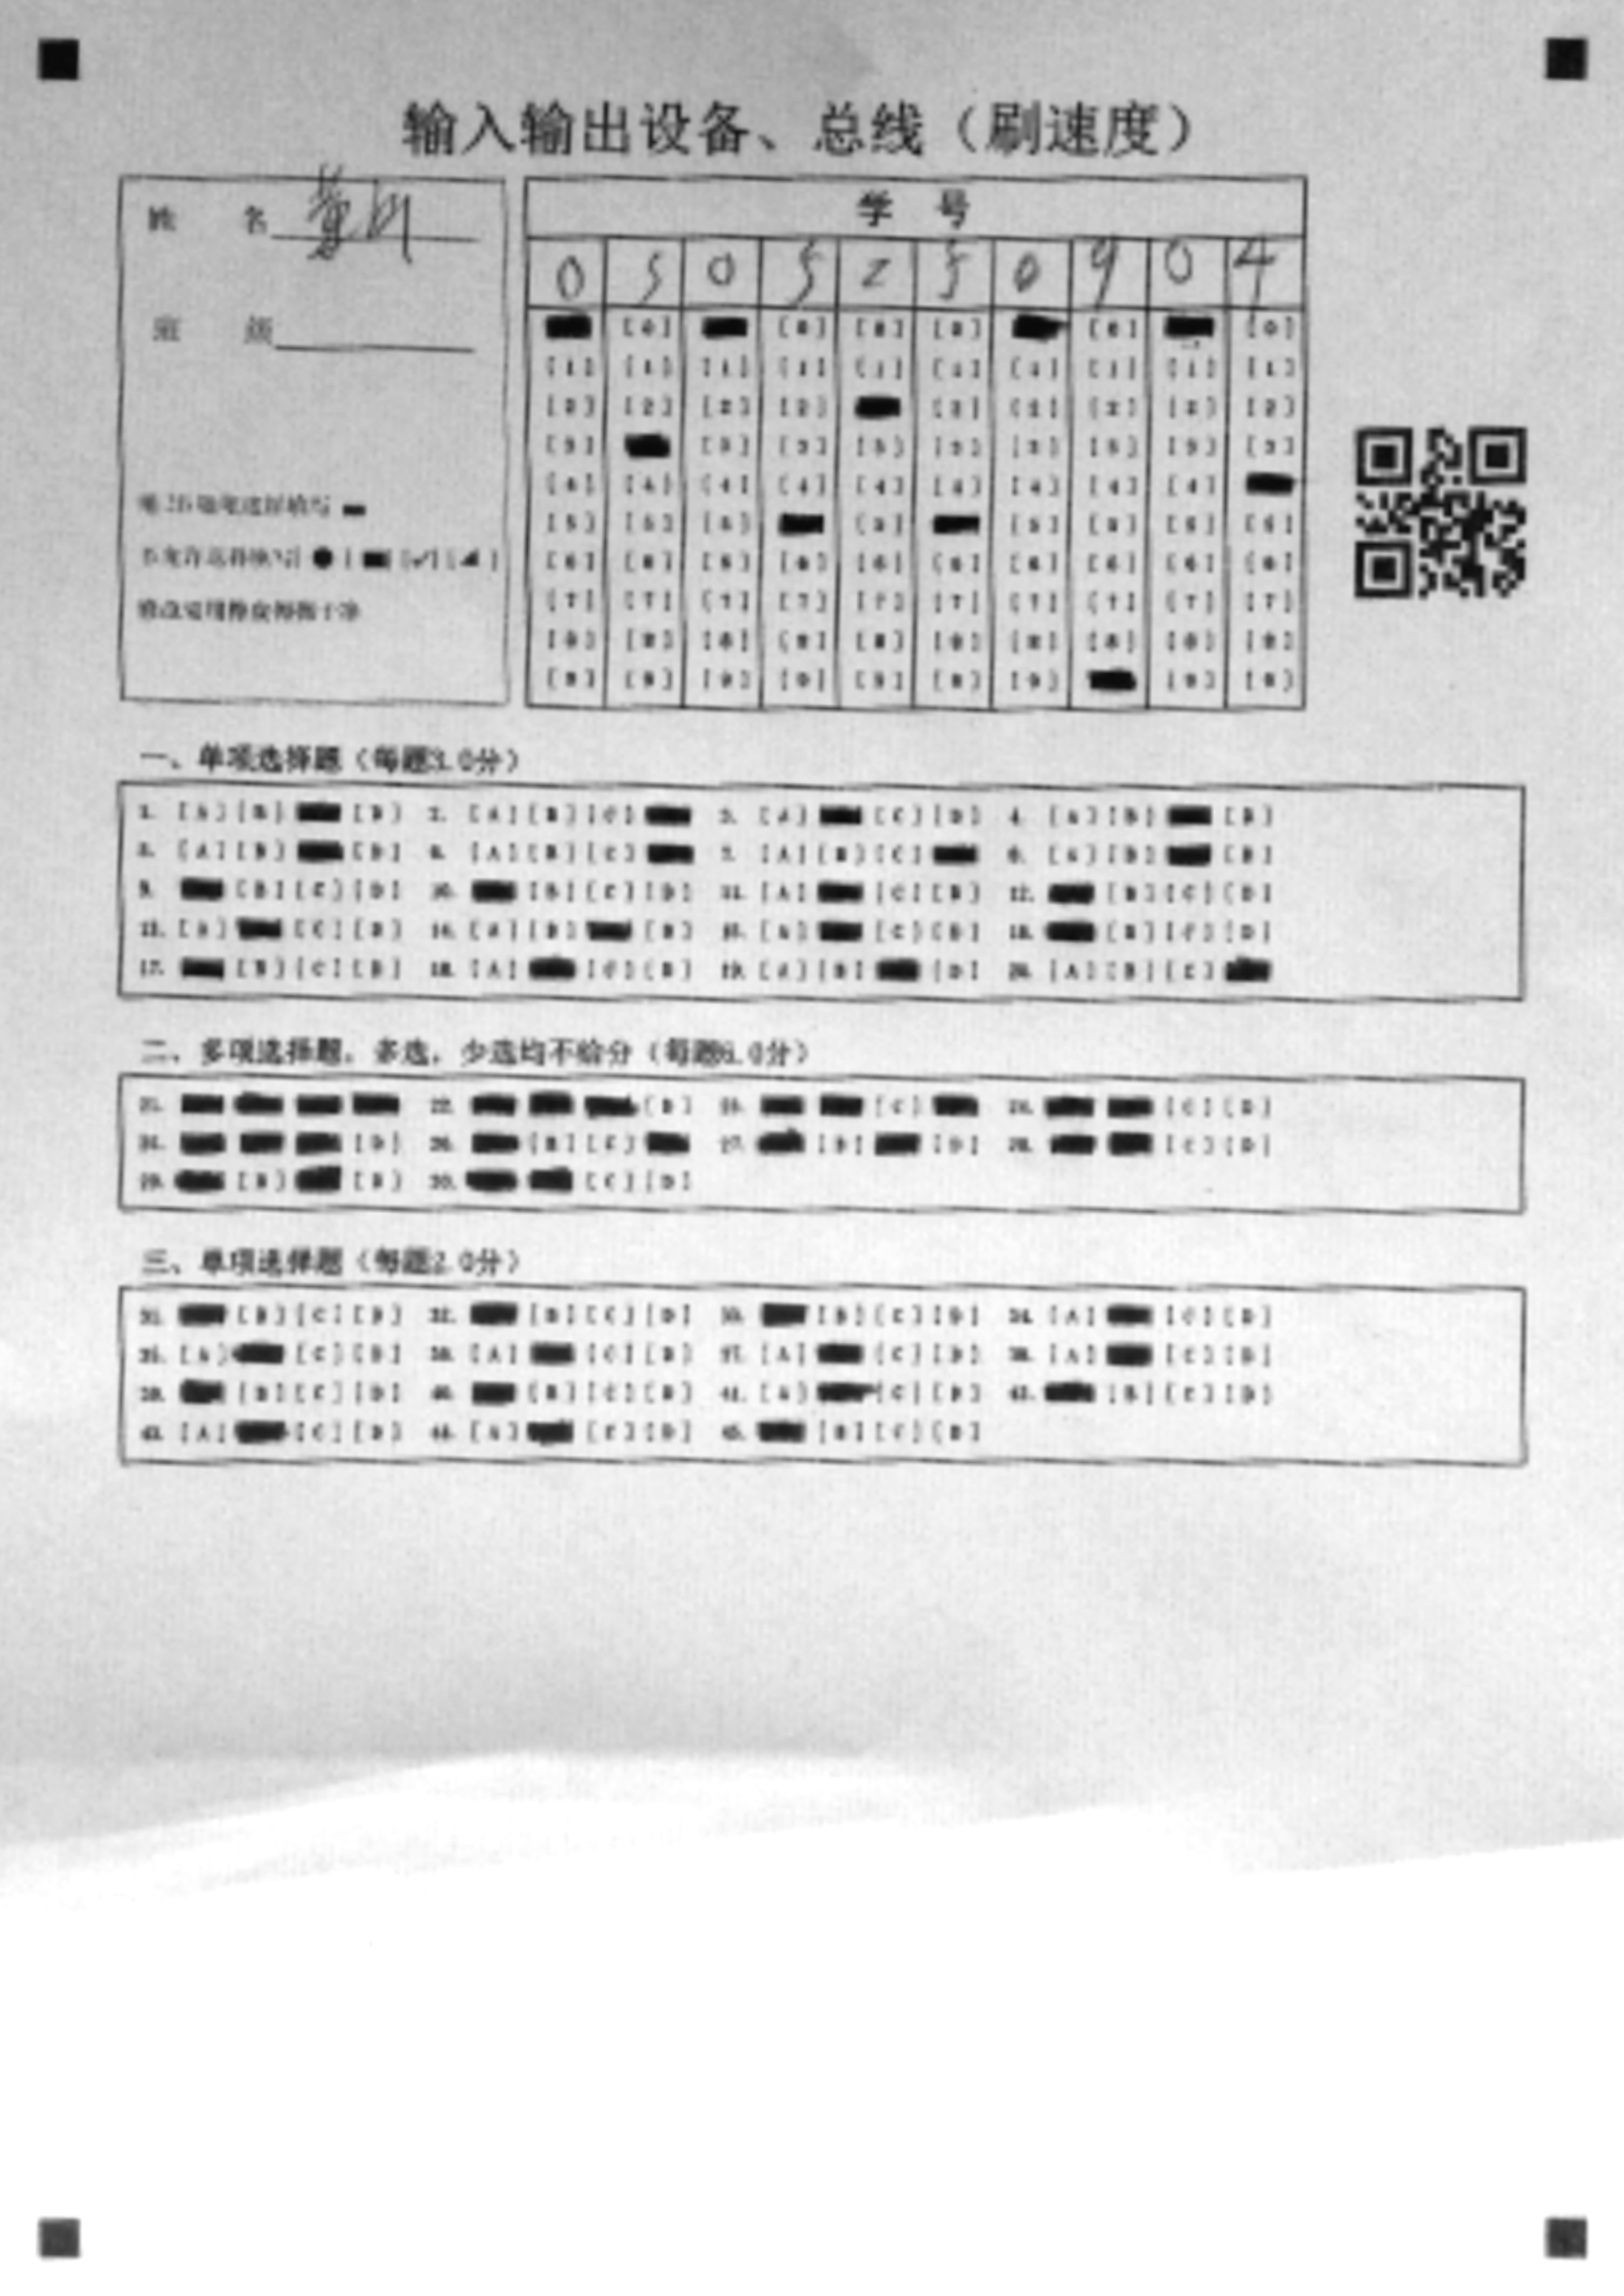 输入输出设备、总线（刷速度）
姓 名
学 号
0 5 0 5 2 5 0 9 0 4
班 级
[0] [0] [0] [0] [0] [0]
[1] [1] [1] [1] [1] [1] [1] [1] [1] [1]
[2] [2] [2] [2] [2] [2] [2] [2] [2]
[3] [3] [3] [3] [3] [3] [3] [3] [3]
[4] [4] [4] [4] [4] [4] [4] [4] [4]
[5] [5] [5] [5] [5] [5] [5] [5]
[6] [6] [6] [6] [6] [6] [6] [6] [6] [6]
[7] [7] [7] [7] [7] [7] [7] [7] [7] [7]
[8] [8] [8] [8] [8] [8] [8] [8] [8] [8]
[9] [9] [9] [9] [9] [9] [9] [9] [9]
修改时用橡皮擦干净
一、单项选择题（每题3.0分）
1. [A] [B] [D] 2. [A] [B] [C] 3. [A] [C] [D] 4. [A] [B] [D]
5. [A] [B] [D] 6. [A] [B] [C] 7. [A] [B] [C] 8. [A] [B] [D]
9. [B] [C] [D] 10. [B] [C] [D] 11. [A] [C] [D] 12. [B] [C] [D]
13. [A] [C] [D] 14. [A] [B] [D] 15. [A] [C] [D] 16. [B] [C] [D]
17. [B] [C] [D] 18. [A] [C] [D] 19. [A] [B] [D] 20. [A] [B] [C]
二、多项选择题，多选，少选均不给分（每题6.0分）
21. 22. [D] 23. [C] 24. [C] [D]
25. [D] 26. [B] [C] 27. [B] [D] 28. [C] [D]
29. [B] [D] 30. [C] [D]
三、单项选择题（每题2.0分）
31. [B] [C] [D] 32. [B] [C] [D] 33. [B] [C] [D] 34. [A] [C] [D]
35. [A] [C] [D] 36. [A] [C] [D] 37. [A] [C] [D] 38. [A] [C] [D]
39. [B] [C] [D] 40. [B] [C] [D] 41. [A] [C] [D] 42. [B] [C] [D]
43. [A] [C] [D] 44. [A] [C] [D] 45. [B] [C] [D]